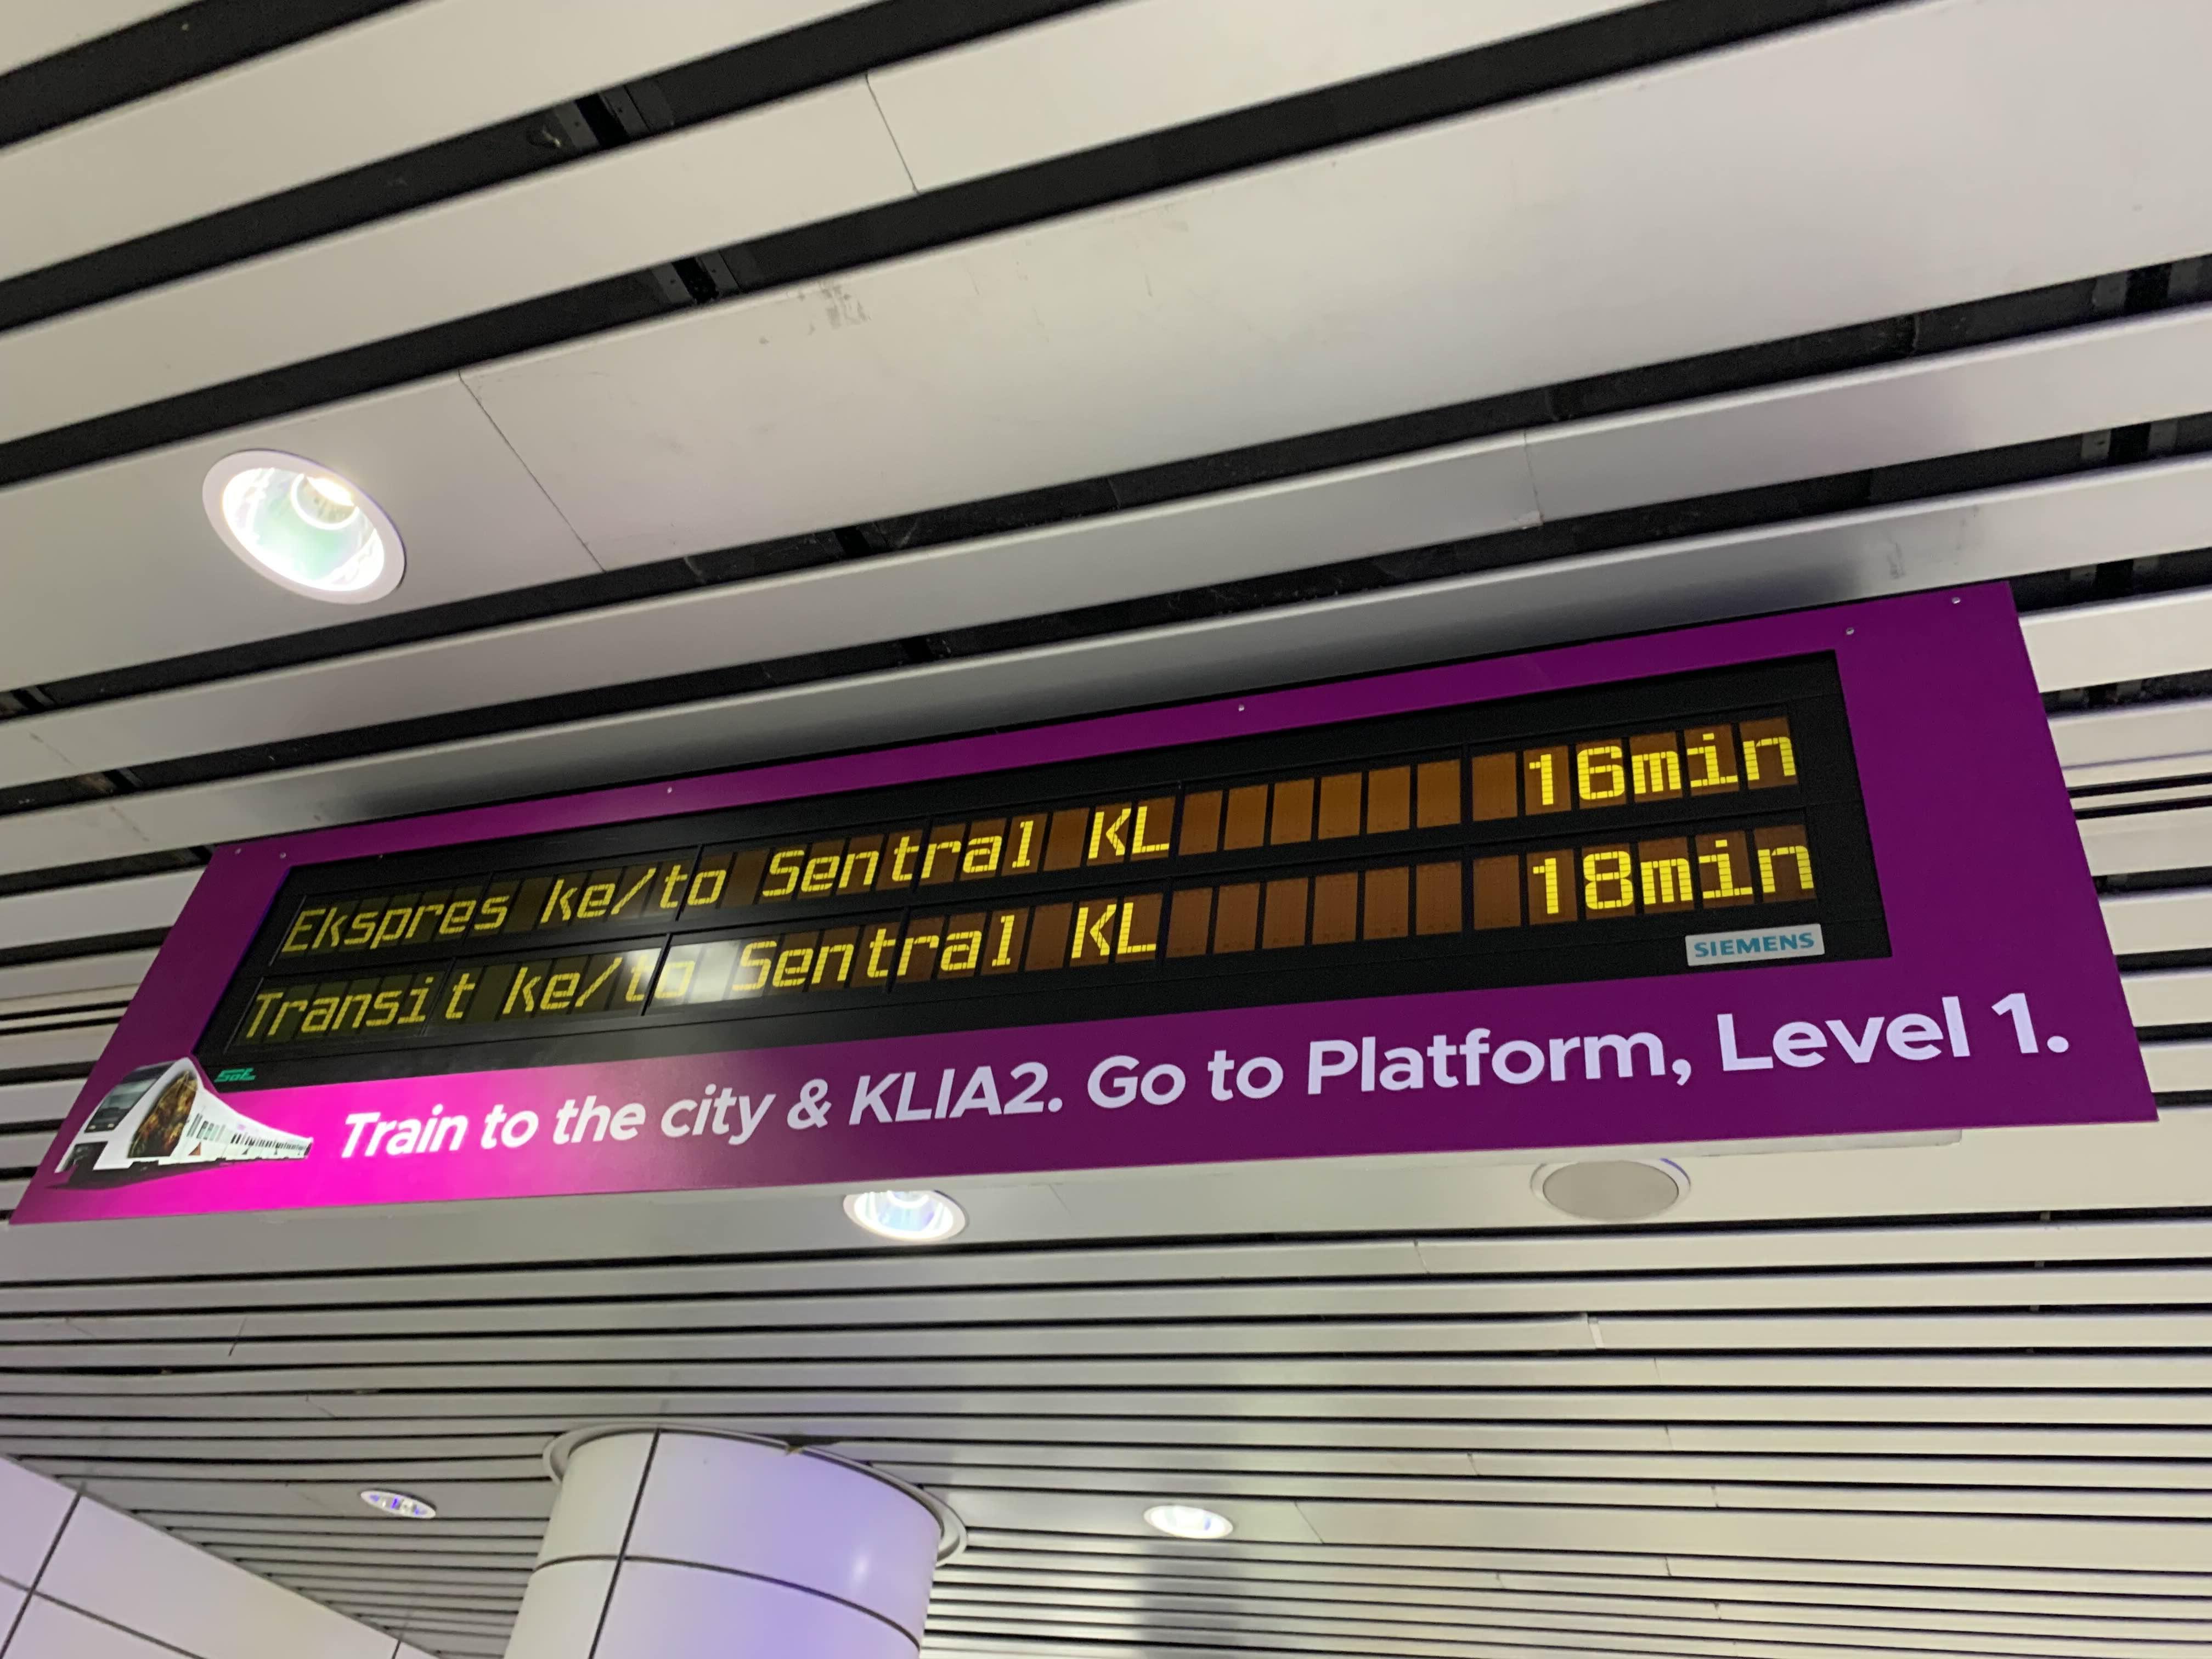 Ekspres ke/to Sentral KL 16min
Transit ke/to Sentral KL 18min
SIEMENS
Train to the city & KLIA2. Go to Platform, Level 1.